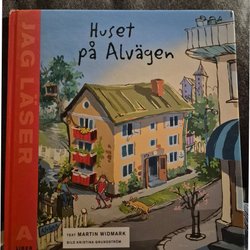 Huset
på Alvägen
JAG LÄSER
A
TEXT MARTIN WIDMARK
BILD KRISTINA GRUNDSTRÖM